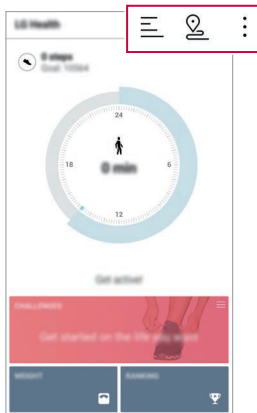 LG Health
0 steps
Goal: 10564
24
18
0 min
6
12
Get active!
CHALLENGES
Get started on the life you want
WEIGHT
RANKING